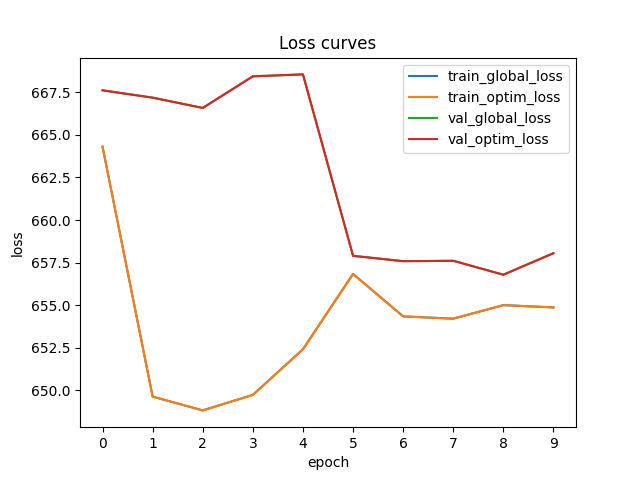 Loss curves
train_global_loss
train_optim_loss
val_global_loss
val_optim_loss
667.5
665.0
662.5
660.0
657.5
655.0
652.5
650.0
loss
0 1 2 3 4 5 6 7 8 9
epoch